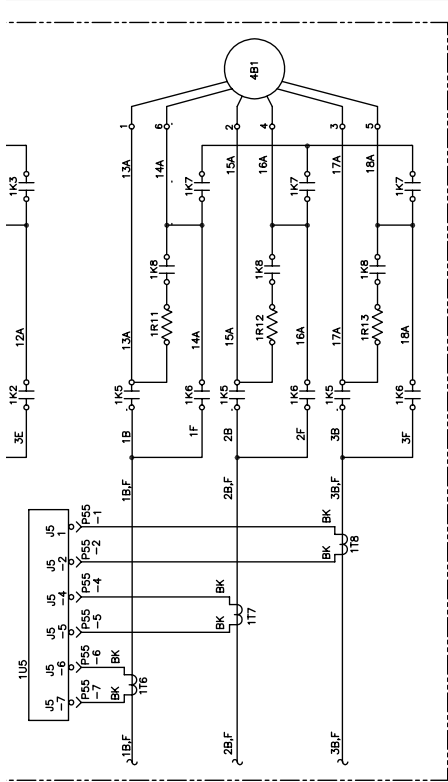 4B1
1
6
2
4
3
5
1K3
13A
14A
1K7
15A
16A
1K7
17A
18A
1K7
1K8
1K8
1K8
12A
13A
1R11
14A
15A
1R12
16A
17A
1R13
18A
1K2
1K5
1K6
1K5
1K6
1K5
1K6
3E
1B
1F
2B
2F
3B
3F
1B,F
2B,F
3B,F
1U5
J5
1
P55
-1
BK
J5
-2
P55
-2
BK
1T8
J5
-4
P55
-4
BK
J5
-5
P55
-5
BK
1T7
J5
-6
P55
-6
BK
J5
-7
P55
-7
BK
1T6
1B,F
2B,F
3B,F